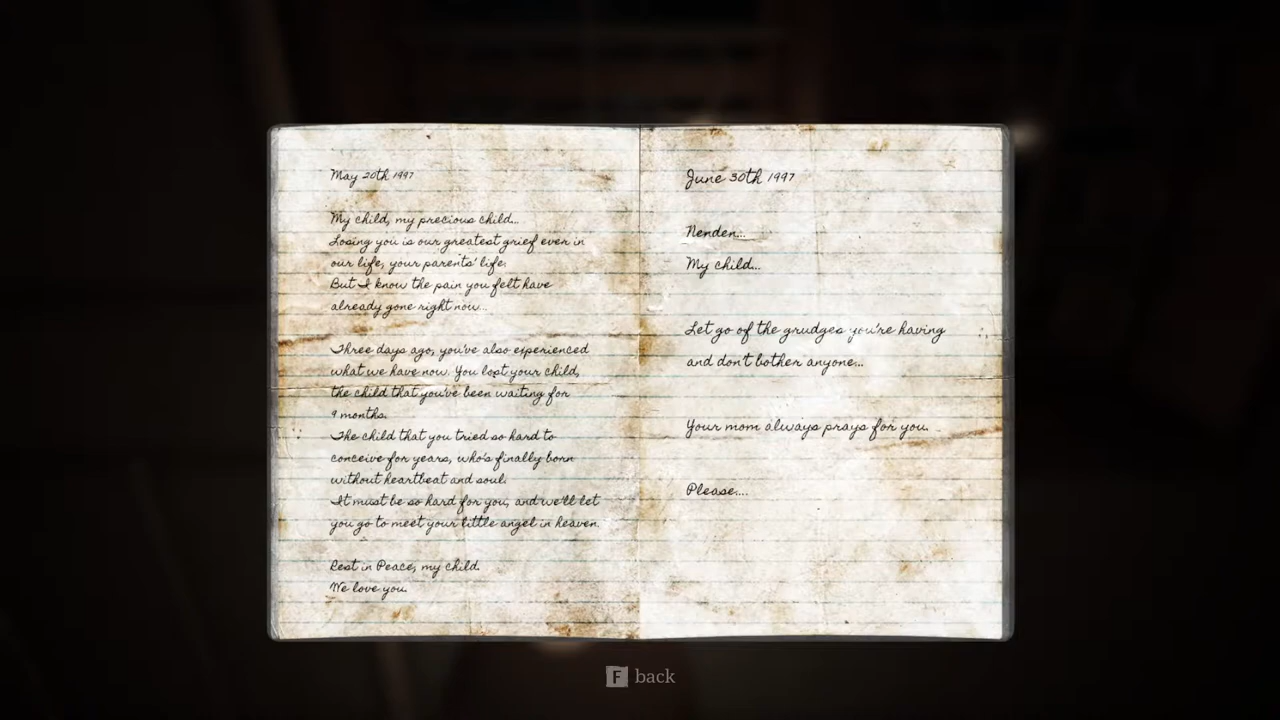 May 20th 1997
My child, my precious child...
Losing you is our greatest grief ever in
our life, your parents' life.
But I know the pain you felt have
already gone right now...
Three days ago, you've also experienced
what we have now. You lost your child,
the child that you've been waiting for
9 months.
The child that you tried so hard to
conceive for years, who's finally born
without heartbeat and soul.
It must be so hard for you, and we'll let
you go to meet your little angel in heaven.
Rest in Peace, my child.
We love you.
June 30th 1997
Nenden...
My child...
Let go of the grudges you're having
and don't bother anyone...
Your mom always prays for you.
Please....
F back